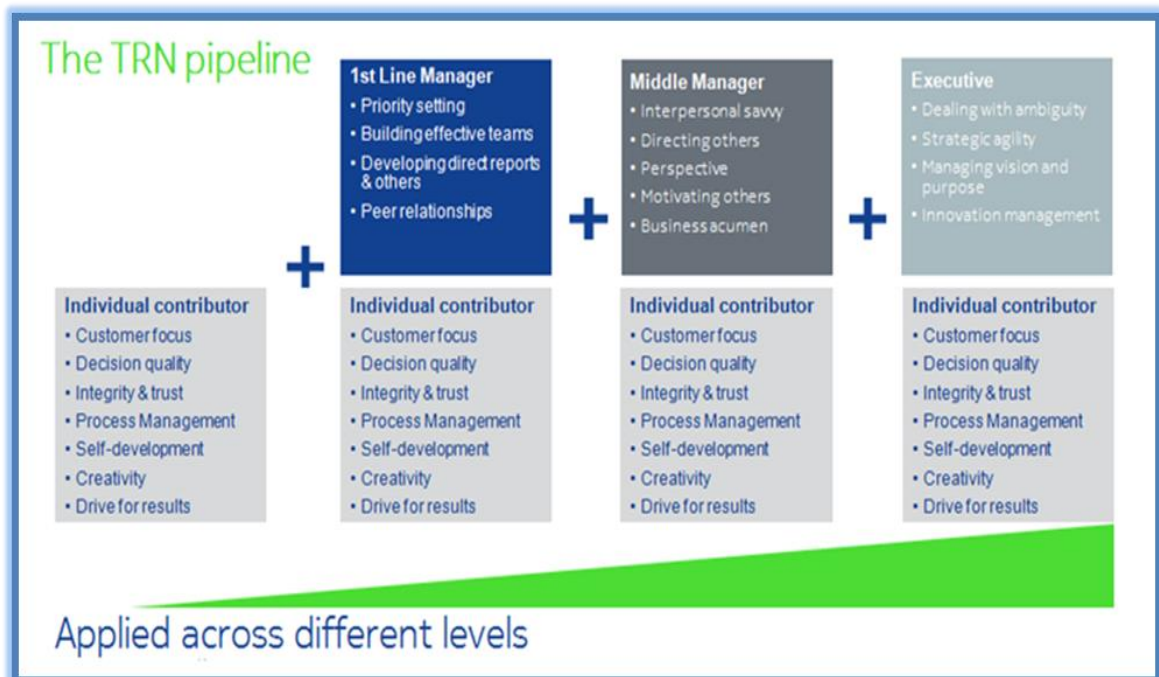 The TRN pipeline
1st Line Manager
• Priority setting
• Building effective teams
• Developing direct reports
& others
• Peer relationships
Middle Manager
• Interpersonal savvy
• Directing others
• Perspective
• Motivating others
• Business acumen
Executive
• Dealing with ambiguity
• Strategic agility
• Managing vision and
purpose
• Innovation management
+
+
+
Individual contributor
• Customer focus
• Decision quality
• Integrity & trust
• Process Management
• Self-development
• Creativity
• Drive for results
Individual contributor
• Customer focus
• Decision quality
• Integrity & trust
• Process Management
• Self-development
• Creativity
• Drive for results
Individual contributor
• Customer focus
• Decision quality
• Integrity & trust
• Process Management
• Self-development
• Creativity
• Drive for results
Individual contributor
• Customer focus
• Decision quality
• Integrity & trust
• Process Management
• Self-development
• Creativity
• Drive for results
Applied across different levels